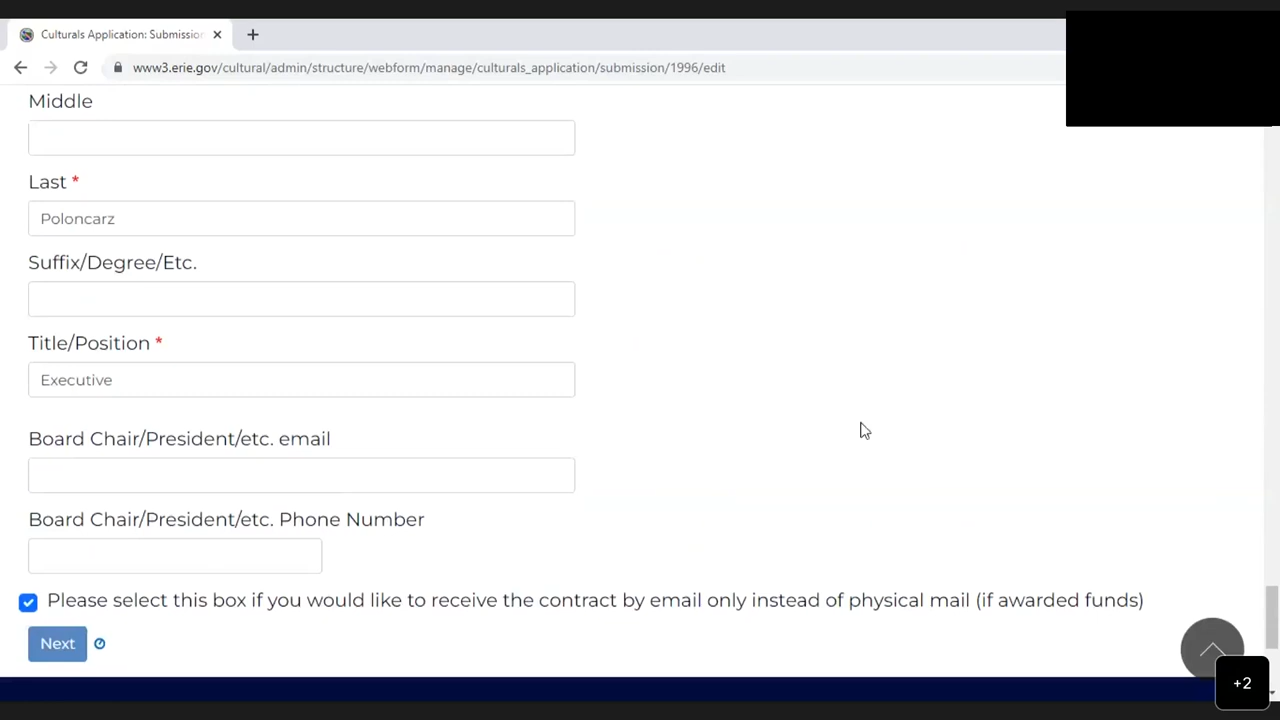 Culturals Application: Submission
www3.erie.gov/cultural/admin/structure/webform/manage/culturals_application/submission/1996/edit
Middle
Last *
Poloncarz
Suffix/Degree/Etc.
Title/Position *
Executive
Board Chair/President/etc. email
Board Chair/President/etc. Phone Number
Please select this box if you would like to receive the contract by email only instead of physical mail (if awarded funds)
Next
+2